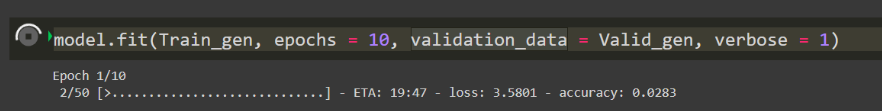 model.fit(Train_gen, epochs = 10, validation_data = Valid_gen, verbose = 1)
Epoch 1/10
2/50 [>.............................] - ETA: 19:47 - loss: 3.5801 - accuracy: 0.0283